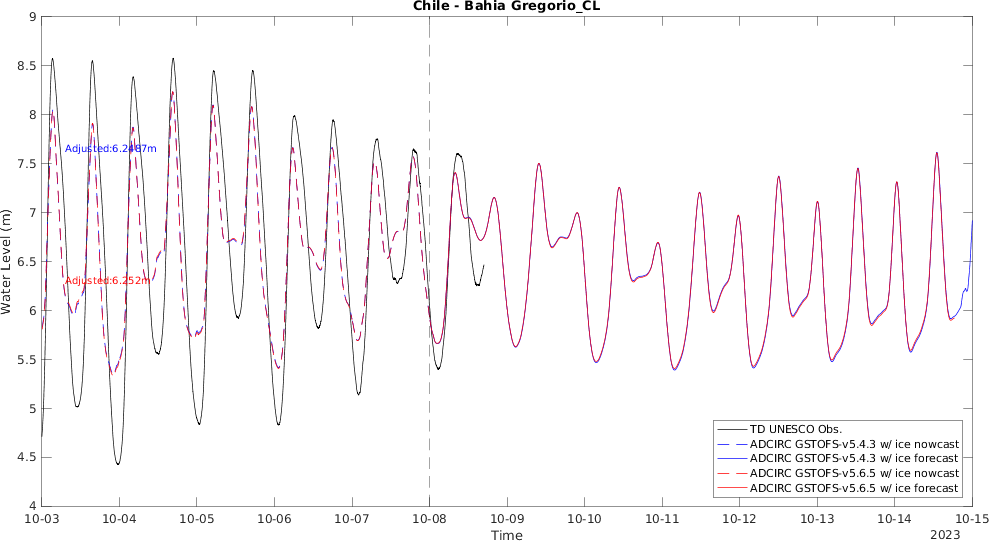 Chile - Bahia Gregorio_CL
9
8.5
8
7.5
7
6.5
6
5.5
5
4.5
4
Water Level (m)
Adjusted:6.2487m
Adjusted:6.252m
TD UNESCO Obs.
ADCIRC GSTOFS-v5.4.3 w/ ice nowcast
ADCIRC GSTOFS-v5.4.3 w/ ice forecast
ADCIRC GSTOFS-v5.6.5 w/ ice nowcast
ADCIRC GSTOFS-v5.6.5 w/ ice forecast
10-03 10-04 10-05 10-06 10-07 10-08 10-09 10-10 10-11 10-12 10-13 10-14 10-15
Time
2023